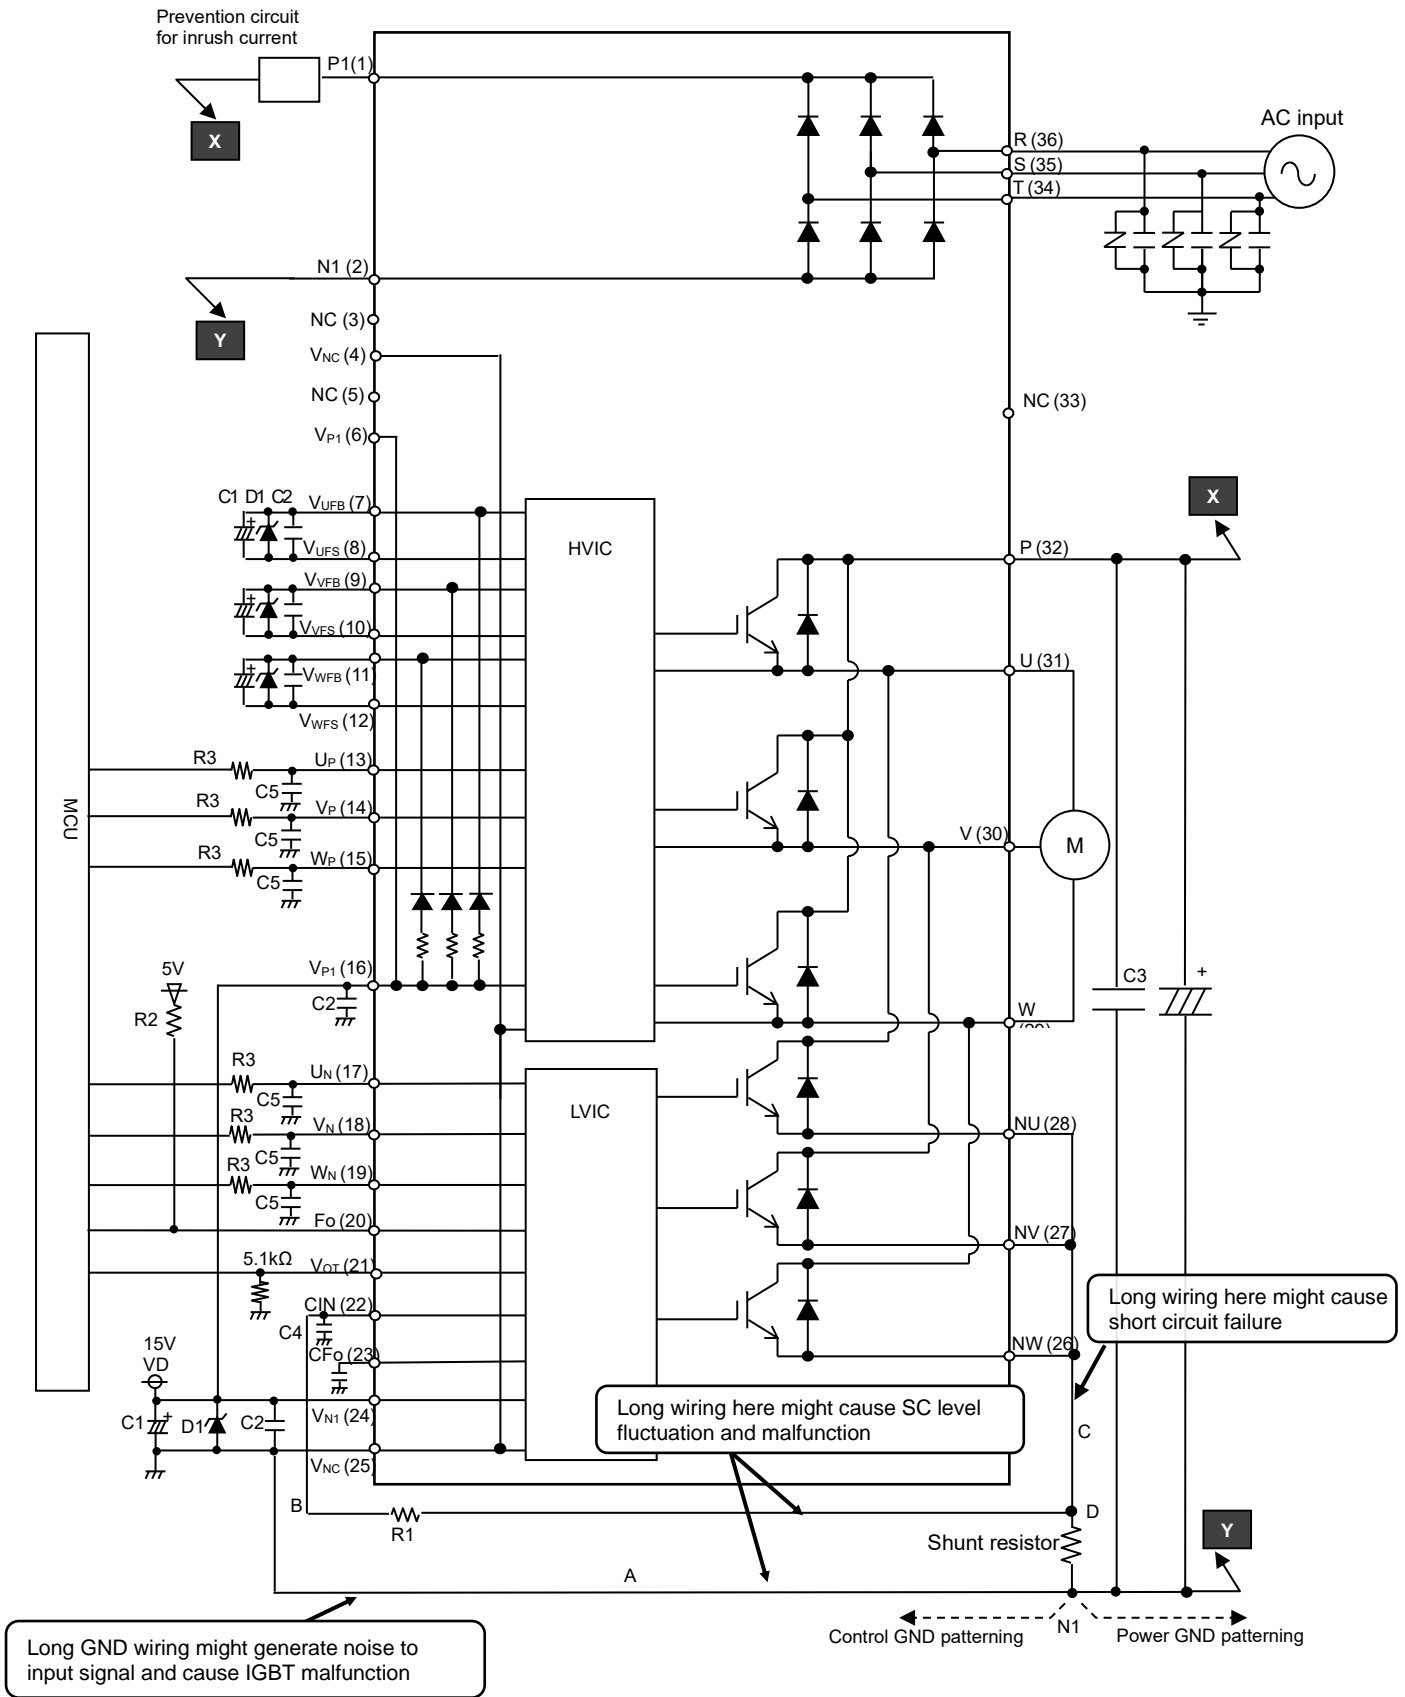 Prevention circuit
for inrush current
P1(1)
X
AC input
R (36)
S (35)
T (34)
N1 (2)
Y
NC (3)
VNC (4)
NC (5)
VP1 (6)
NC (33)
X
C1 D1 C2
VUFB (7)
VUFS (8)
VVFB (9)
VVFS (10)
VWFB (11)
VWFS (12)
HVIC
P (32)
U (31)
R3
UP (13)
C5
R3
VP (14)
C5
R3
WP (15)
C5
MCU
V (30)
M
5V
R2
VP1 (16)
C2
C3
+
W
R3
UN (17)
C5
R3
VN (18)
C5
R3
WN (19)
C5
LVIC
NU (28)
Fo (20)
NV (27)
5.1kΩ
VOT (21)
CIN (22)
C4
CFo (23)
NW (26)
Long wiring here might cause
short circuit failure
15V
VD
C1
+
D1
C2
VN1 (24)
VNC (25)
Long wiring here might cause SC level
fluctuation and malfunction
C
B
R1
D
Shunt resistor
Y
A
N1
Control GND patterning
Power GND patterning
Long GND wiring might generate noise to
input signal and cause IGBT malfunction